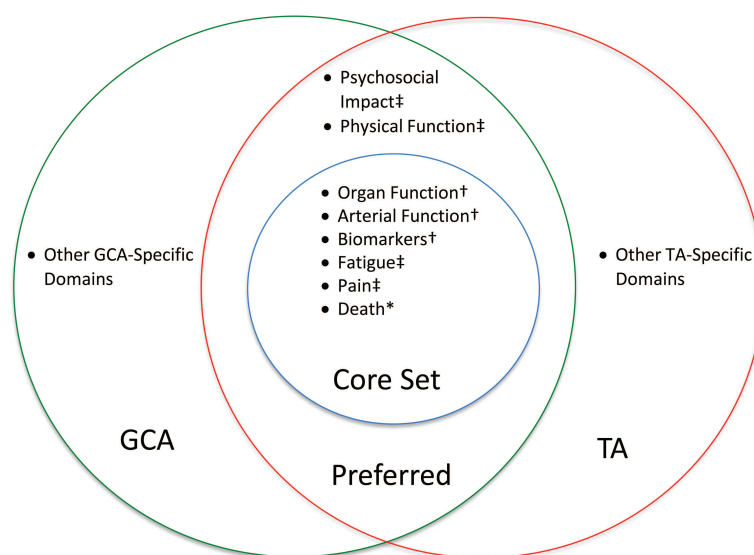 • Psychosocial
Impact‡
• Physical Function‡
• Organ Function†
• Arterial Function†
• Biomarkers†
• Fatigue‡
• Pain‡
• Death*
• Other GCA-Specific
Domains
• Other TA-Specific
Domains
Core Set
GCA
TA
Preferred